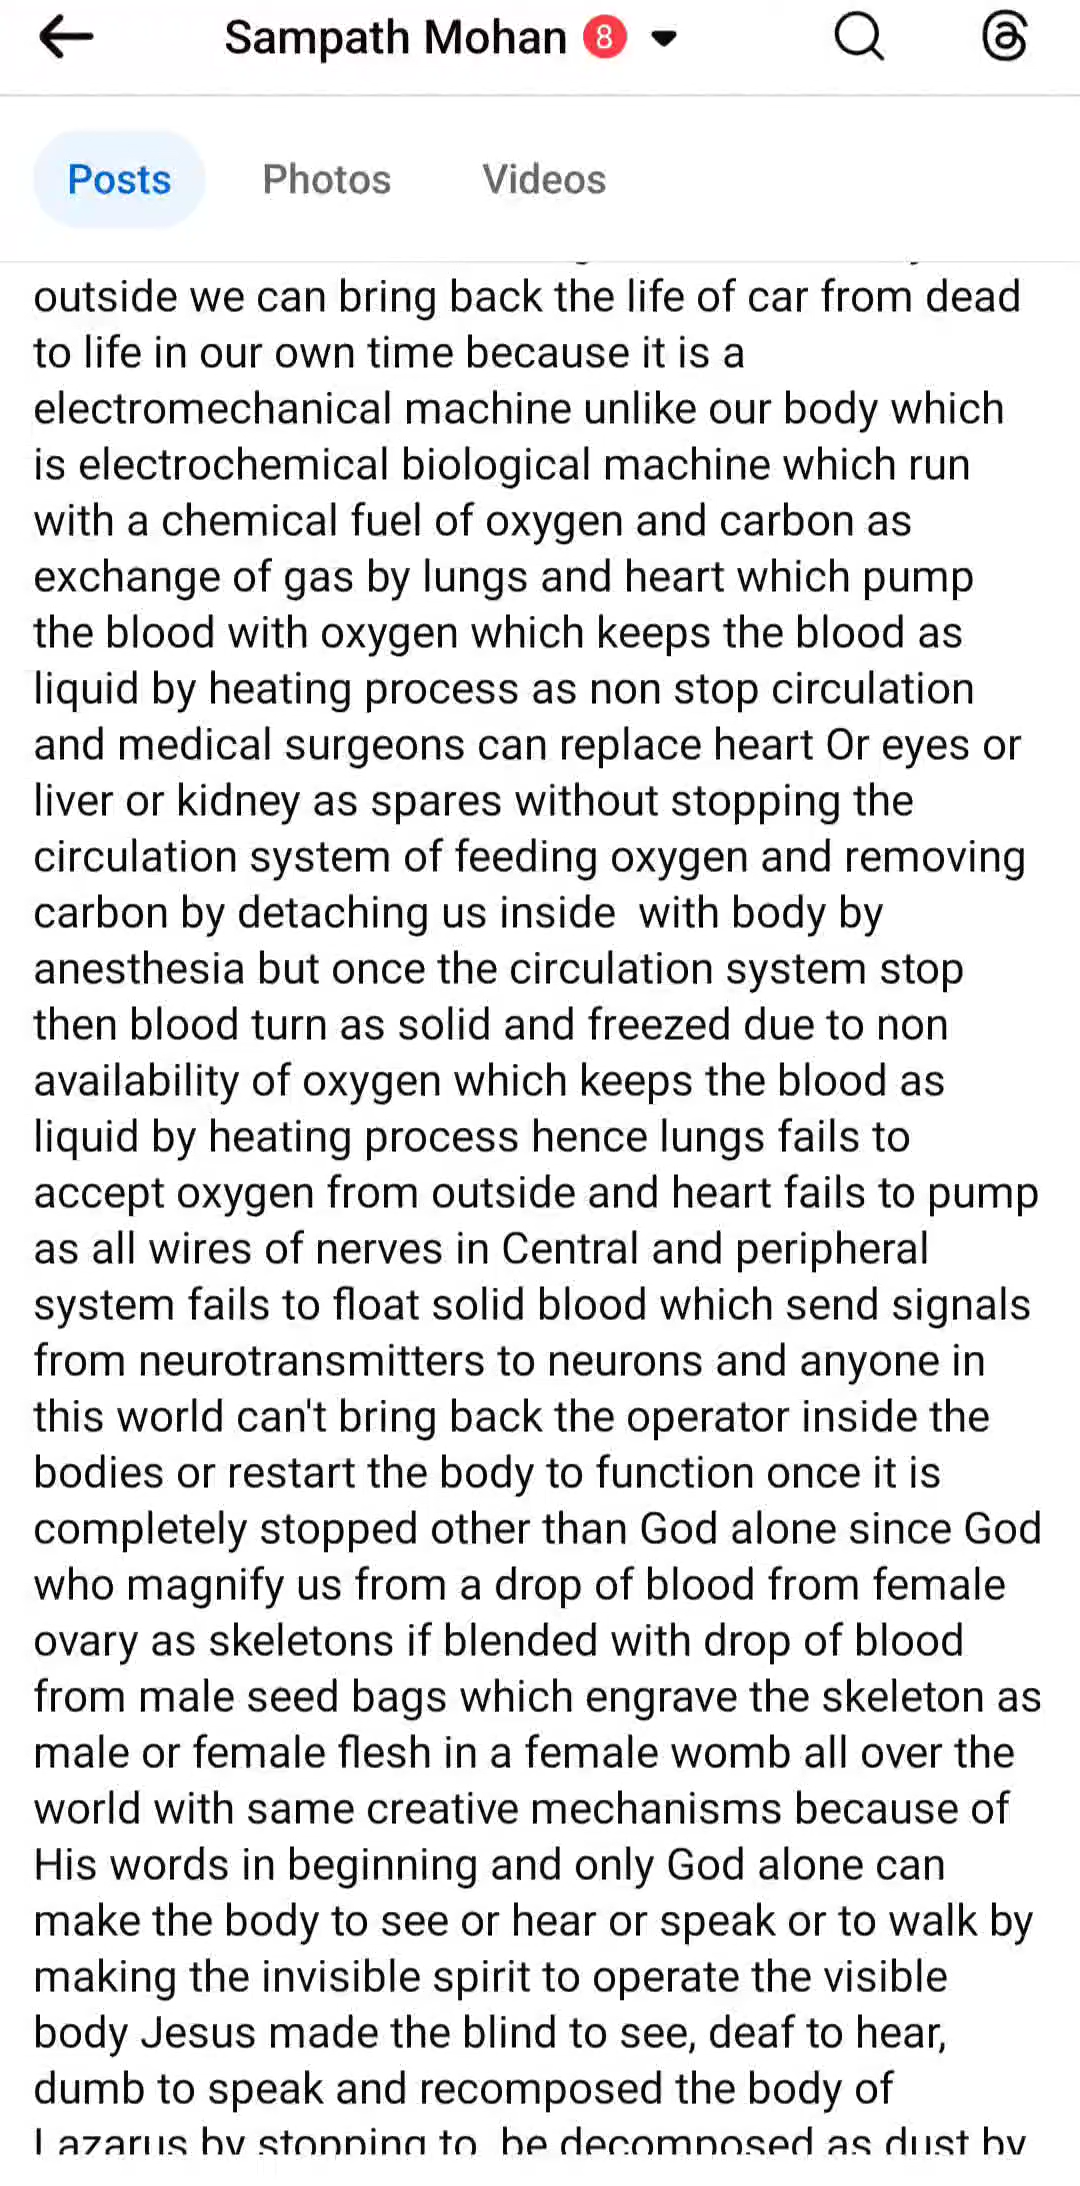 Sampath Mohan 8
Posts Photos Videos
outside we can bring back the life of car from dead
to life in our own time because it is a
electromechanical machine unlike our body which
is electrochemical biological machine which run
with a chemical fuel of oxygen and carbon as
exchange of gas by lungs and heart which pump
the blood with oxygen which keeps the blood as
liquid by heating process as non stop circulation
and medical surgeons can replace heart Or eyes or
liver or kidney as spares without stopping the
circulation system of feeding oxygen and removing
carbon by detaching us inside  with body by
anesthesia but once the circulation system stop
then blood turn as solid and freezed due to non
availability of oxygen which keeps the blood as
liquid by heating process hence lungs fails to
accept oxygen from outside and heart fails to pump
as all wires of nerves in Central and peripheral
system fails to float solid blood which send signals
from neurotransmitters to neurons and anyone in
this world can't bring back the operator inside the
bodies or restart the body to function once it is
completely stopped other than God alone since God
who magnify us from a drop of blood from female
ovary as skeletons if blended with drop of blood
from male seed bags which engrave the skeleton as
male or female flesh in a female womb all over the
world with same creative mechanisms because of
His words in beginning and only God alone can
make the body to see or hear or speak or to walk by
making the invisible spirit to operate the visible
body Jesus made the blind to see, deaf to hear,
dumb to speak and recomposed the body of
Lazarus by stopping to  be decomposed as dust by